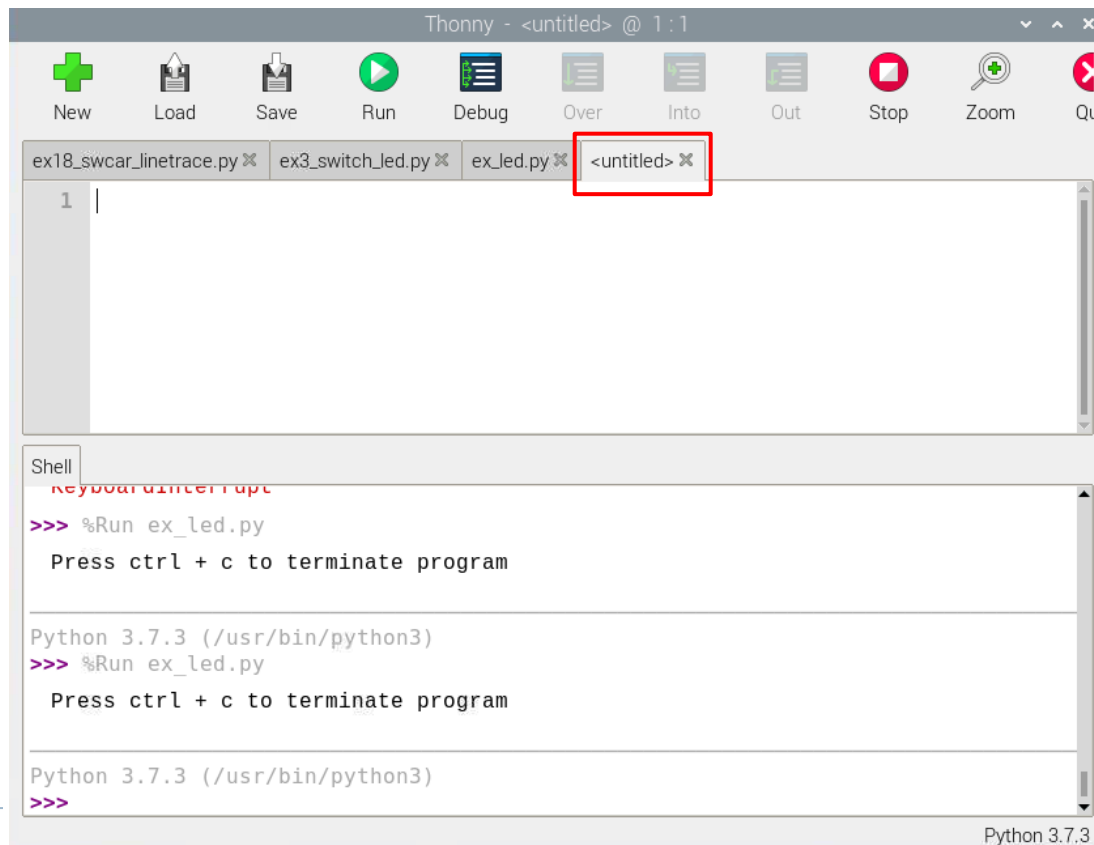 Thonny - <untitled> @ 1 : 1
New Load Save Run Debug Over Into Out Stop Zoom Qu
ex18_swcar_linetrace.py ex3_switch_led.py ex_led.py <untitled>
1
Shell
KeyboardInterrupt
>>> %Run ex_led.py
Press ctrl + c to terminate program
Python 3.7.3 (/usr/bin/python3)
>>> %Run ex_led.py
Press ctrl + c to terminate program
Python 3.7.3 (/usr/bin/python3)
>>>
Python 3.7.3